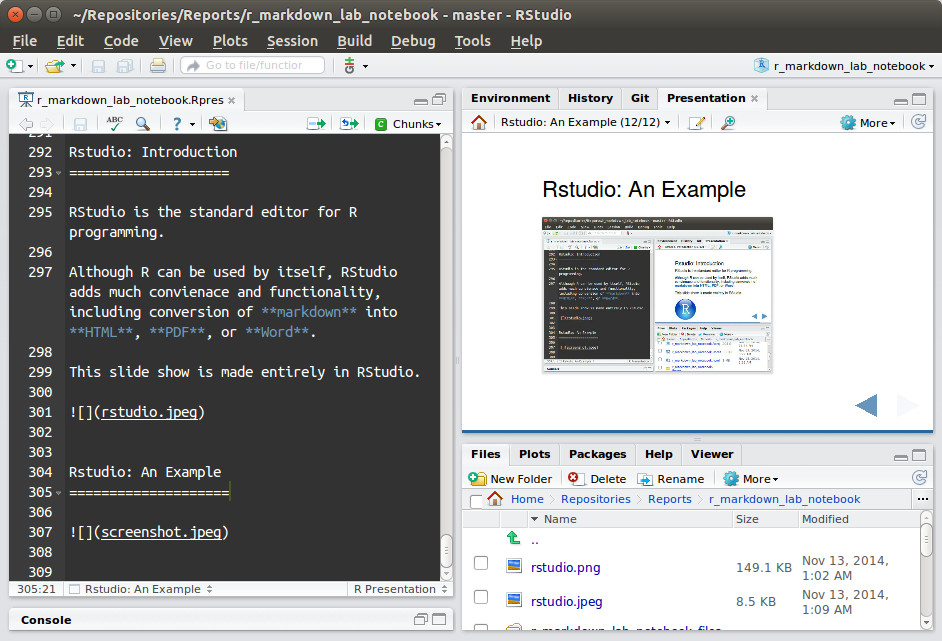 ~/Repositories/Reports/r_markdown_lab_notebook - master - RStudio
File Edit Code View Plots Session Build Debug Tools Help
Go to file/function
r_markdown_lab_notebook
r_markdown_lab_notebook.Rpres
ABC
Chunks
291
292 Rstudio: Introduction
293 ====================
294
295 RStudio is the standard editor for R
programming.
296
297 Although R can be used by itself, RStudio
adds much convienace and functionality,
including conversion of **markdown** into
**HTML**, **PDF**, or **Word**.
298
299 This slide show is made entirely in RStudio.
300
301 ![](rstudio.jpeg)
302
303
304 Rstudio: An Example
305 ====================
306
307 ![](screenshot.jpeg)
308
309
305:21 Rstudio: An Example R Presentation
Console
Environment History Git Presentation
Rstudio: An Example (12/12) More
Rstudio: An Example
Rstudio: Introduction
Files Plots Packages Help Viewer
New Folder Delete Rename More
Home Repositories Reports r_markdown_lab_notebook ...
Name Size Modified
..
rstudio.png 149.1 KB Nov 13, 2014,
1:02 AM
rstudio.jpeg 8.5 KB Nov 13, 2014,
1:09 AM
r_markdown_lab_notebook_files